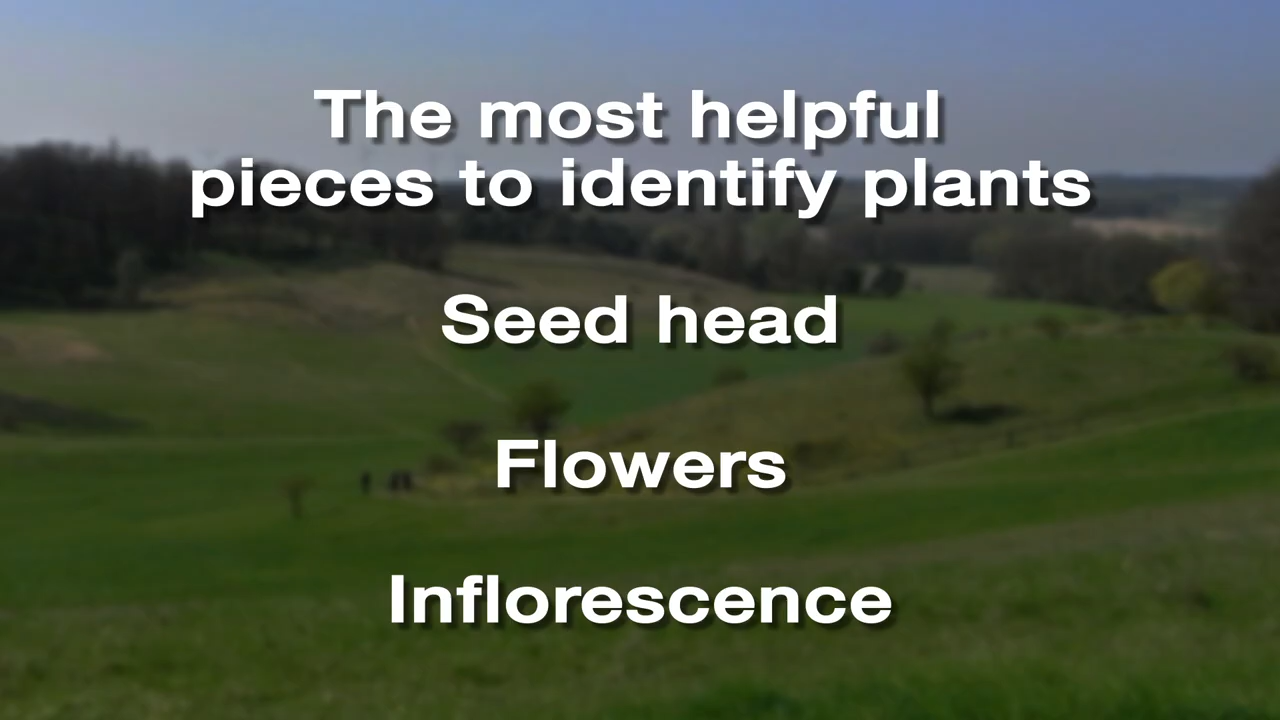 The most helpful
pieces to identify plants
Seed head
Flowers
Inflorescence